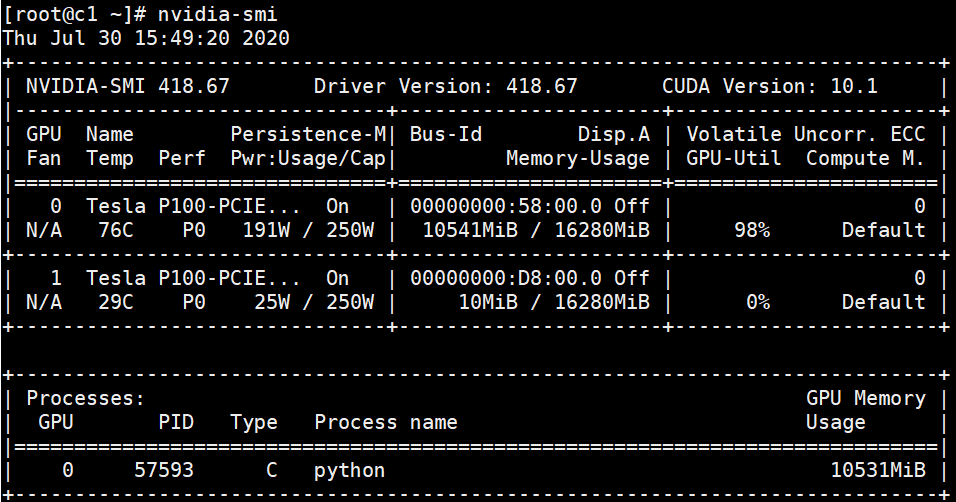 [root@c1 ~]# nvidia-smi
Thu Jul 30 15:49:20 2020
+-----------------------------------------------------------------------------+
| NVIDIA-SMI 418.67       Driver Version: 418.67       CUDA Version: 10.1     |
|-------------------------------+----------------------+----------------------+
| GPU  Name        Persistence-M| Bus-Id        Disp.A | Volatile Uncorr. ECC |
| Fan  Temp  Perf  Pwr:Usage/Cap|         Memory-Usage | GPU-Util  Compute M. |
|===============================+======================+======================|
|   0  Tesla P100-PCIE...  On   | 00000000:58:00.0 Off |                    0 |
| N/A   76C    P0   191W / 250W |  10541MiB / 16280MiB |     98%      Default |
+-------------------------------+----------------------+----------------------+
|   1  Tesla P100-PCIE...  On   | 00000000:D8:00.0 Off |                    0 |
| N/A   29C    P0    25W / 250W |     10MiB / 16280MiB |      0%      Default |
+-------------------------------+----------------------+----------------------+

+-----------------------------------------------------------------------------+
| Processes:                                                       GPU Memory |
|  GPU       PID   Type   Process name                             Usage      |
|=============================================================================|
|    0     57593      C   python                                     10531MiB |
+-----------------------------------------------------------------------------+